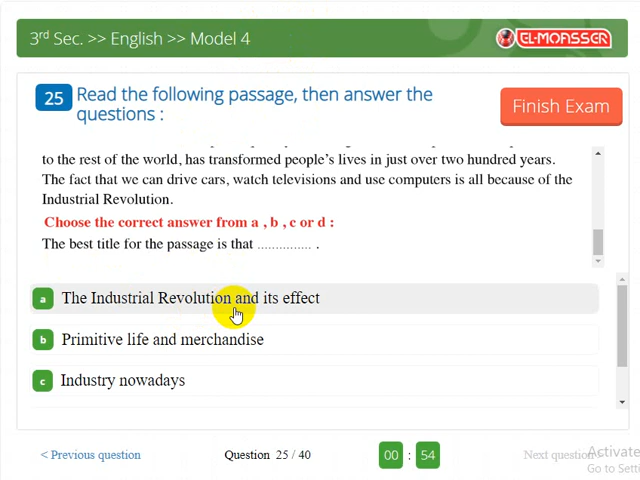 3rd Sec. >> English >> Model 4
EL-MOASSER
25 Read the following passage, then answer the
questions :
Finish Exam
to the rest of the world, has transformed people's lives in just over two hundred years.
The fact that we can drive cars, watch televisions and use computers is all because of the
Industrial Revolution.
Choose the correct answer from a , b , c or d :
The best title for the passage is that ............... .
a The Industrial Revolution and its effect
b Primitive life and merchandise
c Industry nowadays
< Previous question
Question 25 / 40
00 : 54
Next question >
Activate
Go to Setti